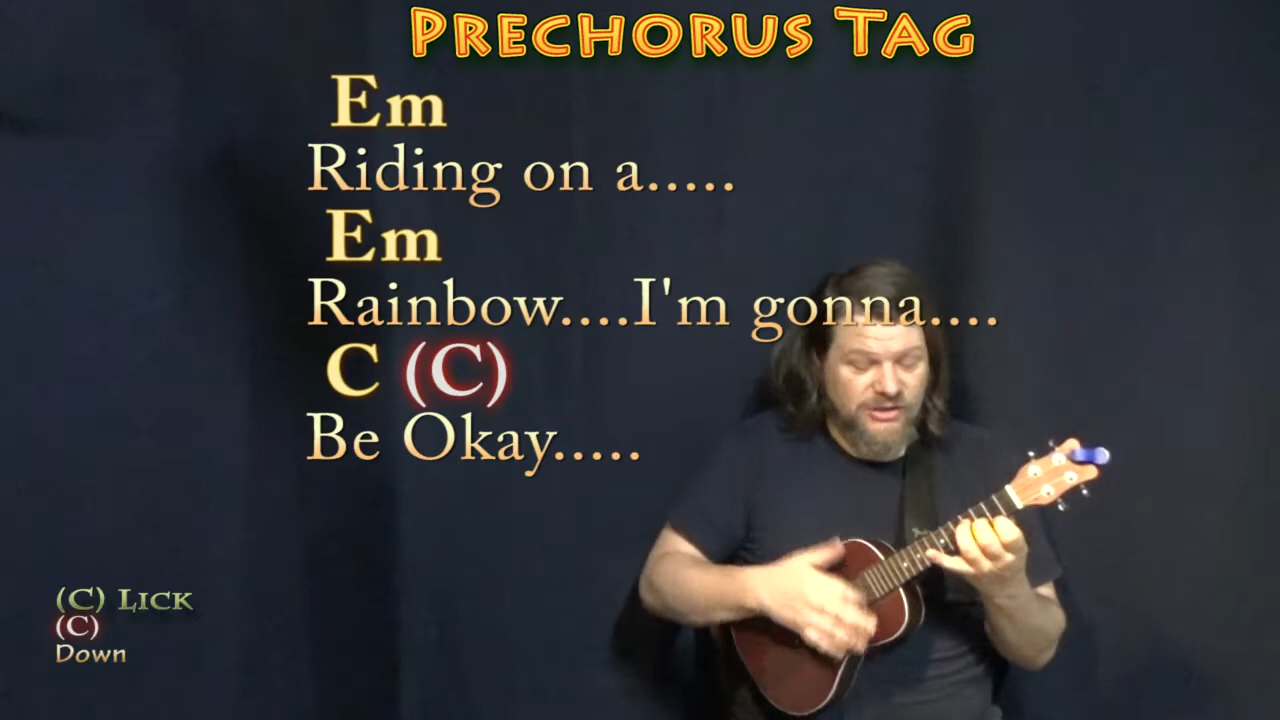 PRECHORUS TAG
Em
Riding on a.....
Em
Rainbow....I'm gonna....
C (C)
Be Okay.....
(C) LICK
(C)
DOWN